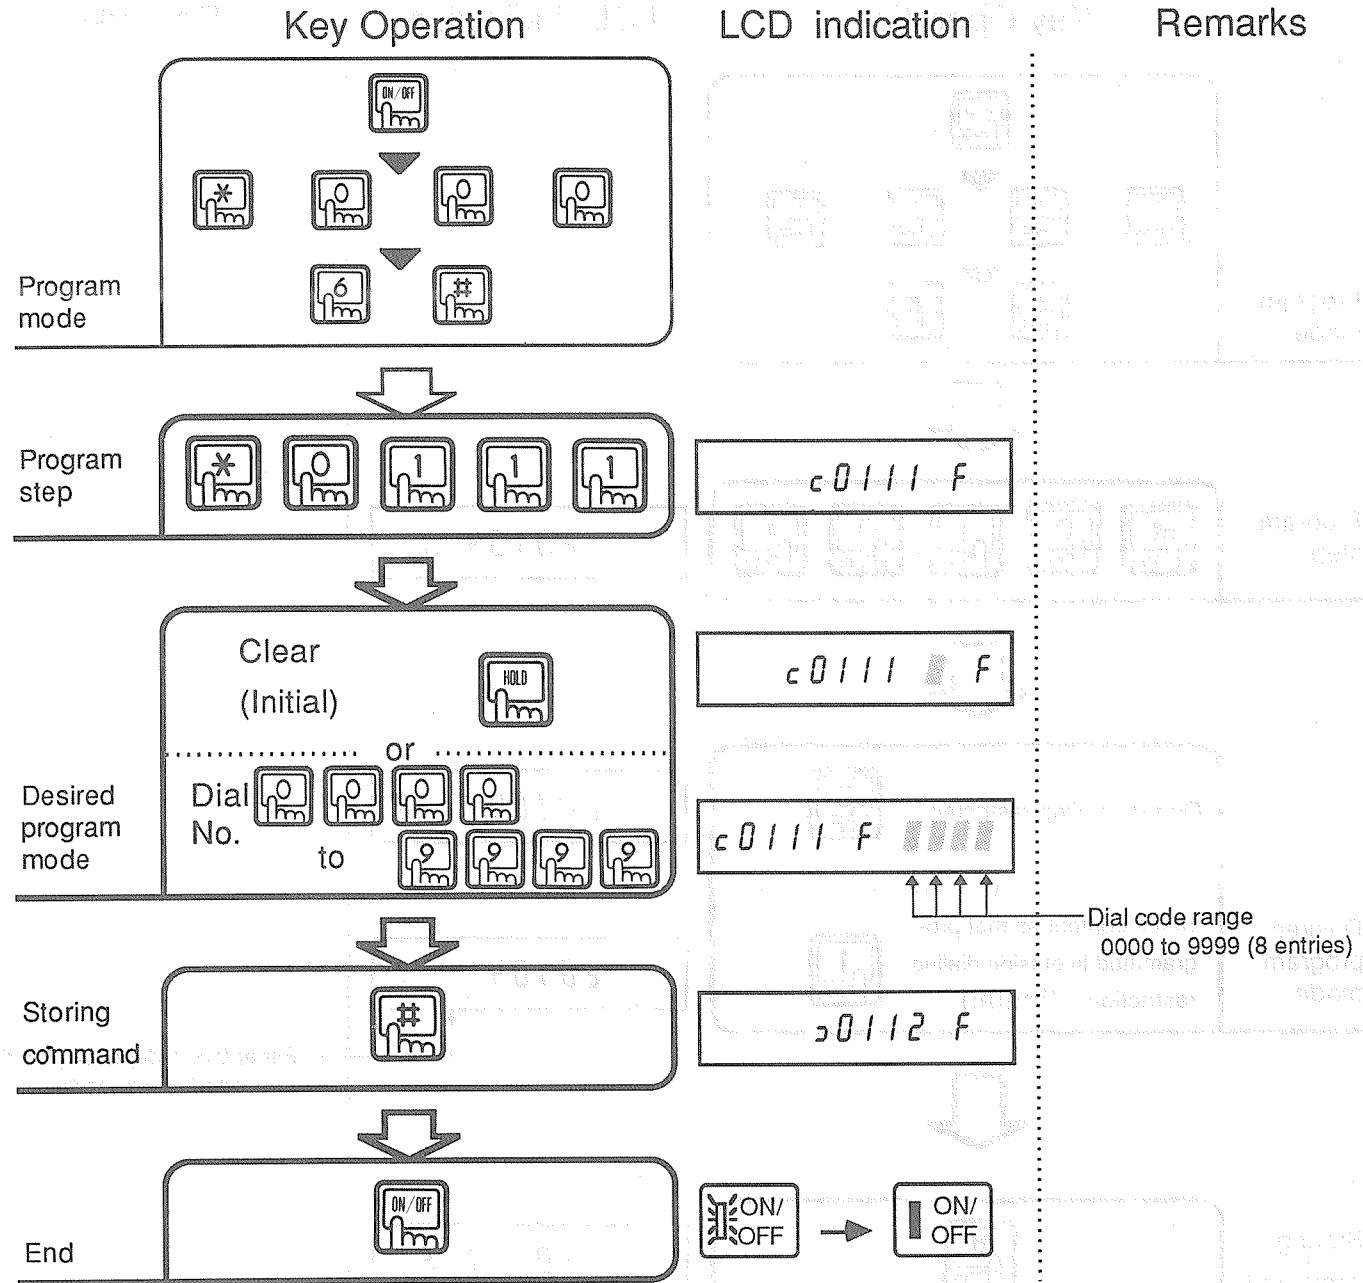 Key Operation LCD indication Remarks
ON/OFF
* 0 0 0
6 #
Program
mode
Program
step
* 0 1 1 1
c0111 F
Clear
(Initial)
HOLD
c0111 F
or
Desired
program
mode
Dial
No.
0 0 0 0
to
9 9 9 9
c0111 F
Dial code range
0000 to 9999 (8 entries)
Storing
command
#
ɔ0112 F
End
ON/OFF
ON/
OFF
ON/
OFF